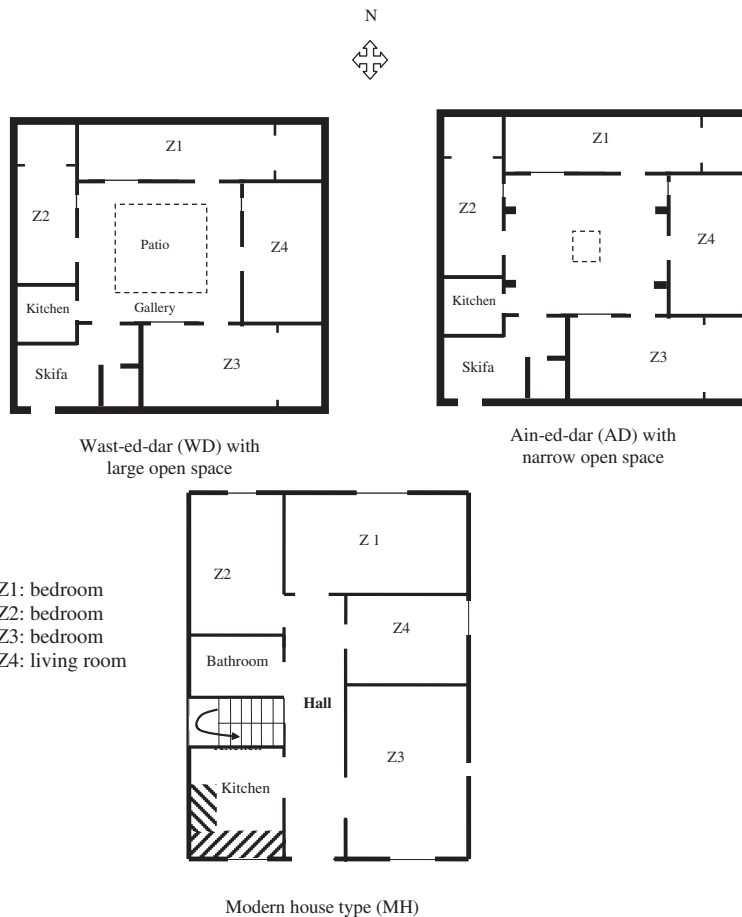 N
Z1
Z2
Patio
Z4
Kitchen
Gallery
Skifa
Z3
Wast-ed-dar (WD) with
large open space
Z1
Z2
Z4
Kitchen
Skifa
Z3
Ain-ed-dar (AD) with
narrow open space
Z1: bedroom
Z2: bedroom
Z3: bedroom
Z4: living room
Z 1
Z2
Z4
Bathroom
Hall
Z3
Kitchen
Modern house type (MH)